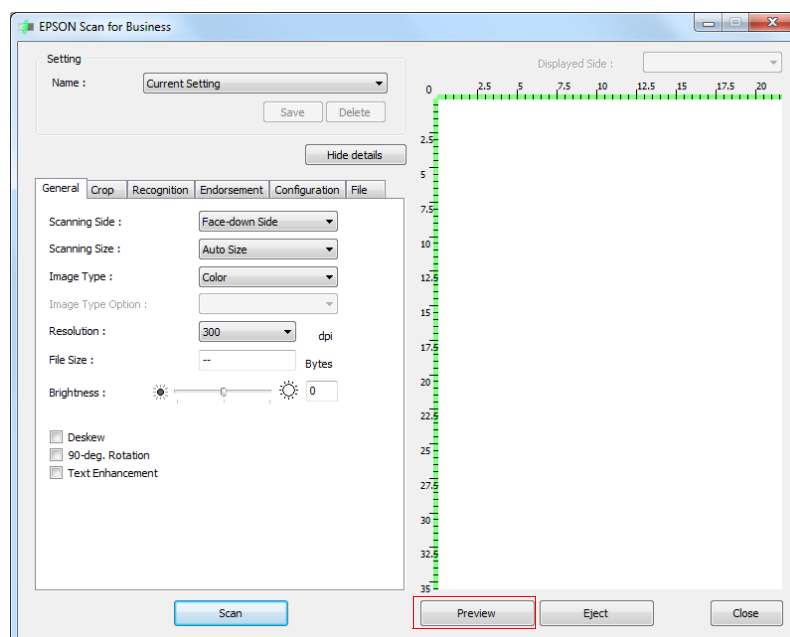 EPSON Scan for Business
Setting
Name :
Current Setting
Save
Delete
Hide details
General
Crop
Recognition
Endorsement
Configuration
File
Scanning Side :
Face-down Side
Scanning Size :
Auto Size
Image Type :
Color
Image Type Option :
Resolution :
300
dpi
File Size :
--
Bytes
Brightness :
0
Deskew
90-deg. Rotation
Text Enhancement
Scan
Displayed Side :
0 2.5 5 7.5 10 12.5 15 17.5 20
2.5
5
7.5
10
12.5
15
17.5
20
22.5
25
27.5
30
32.5
35
Preview
Eject
Close